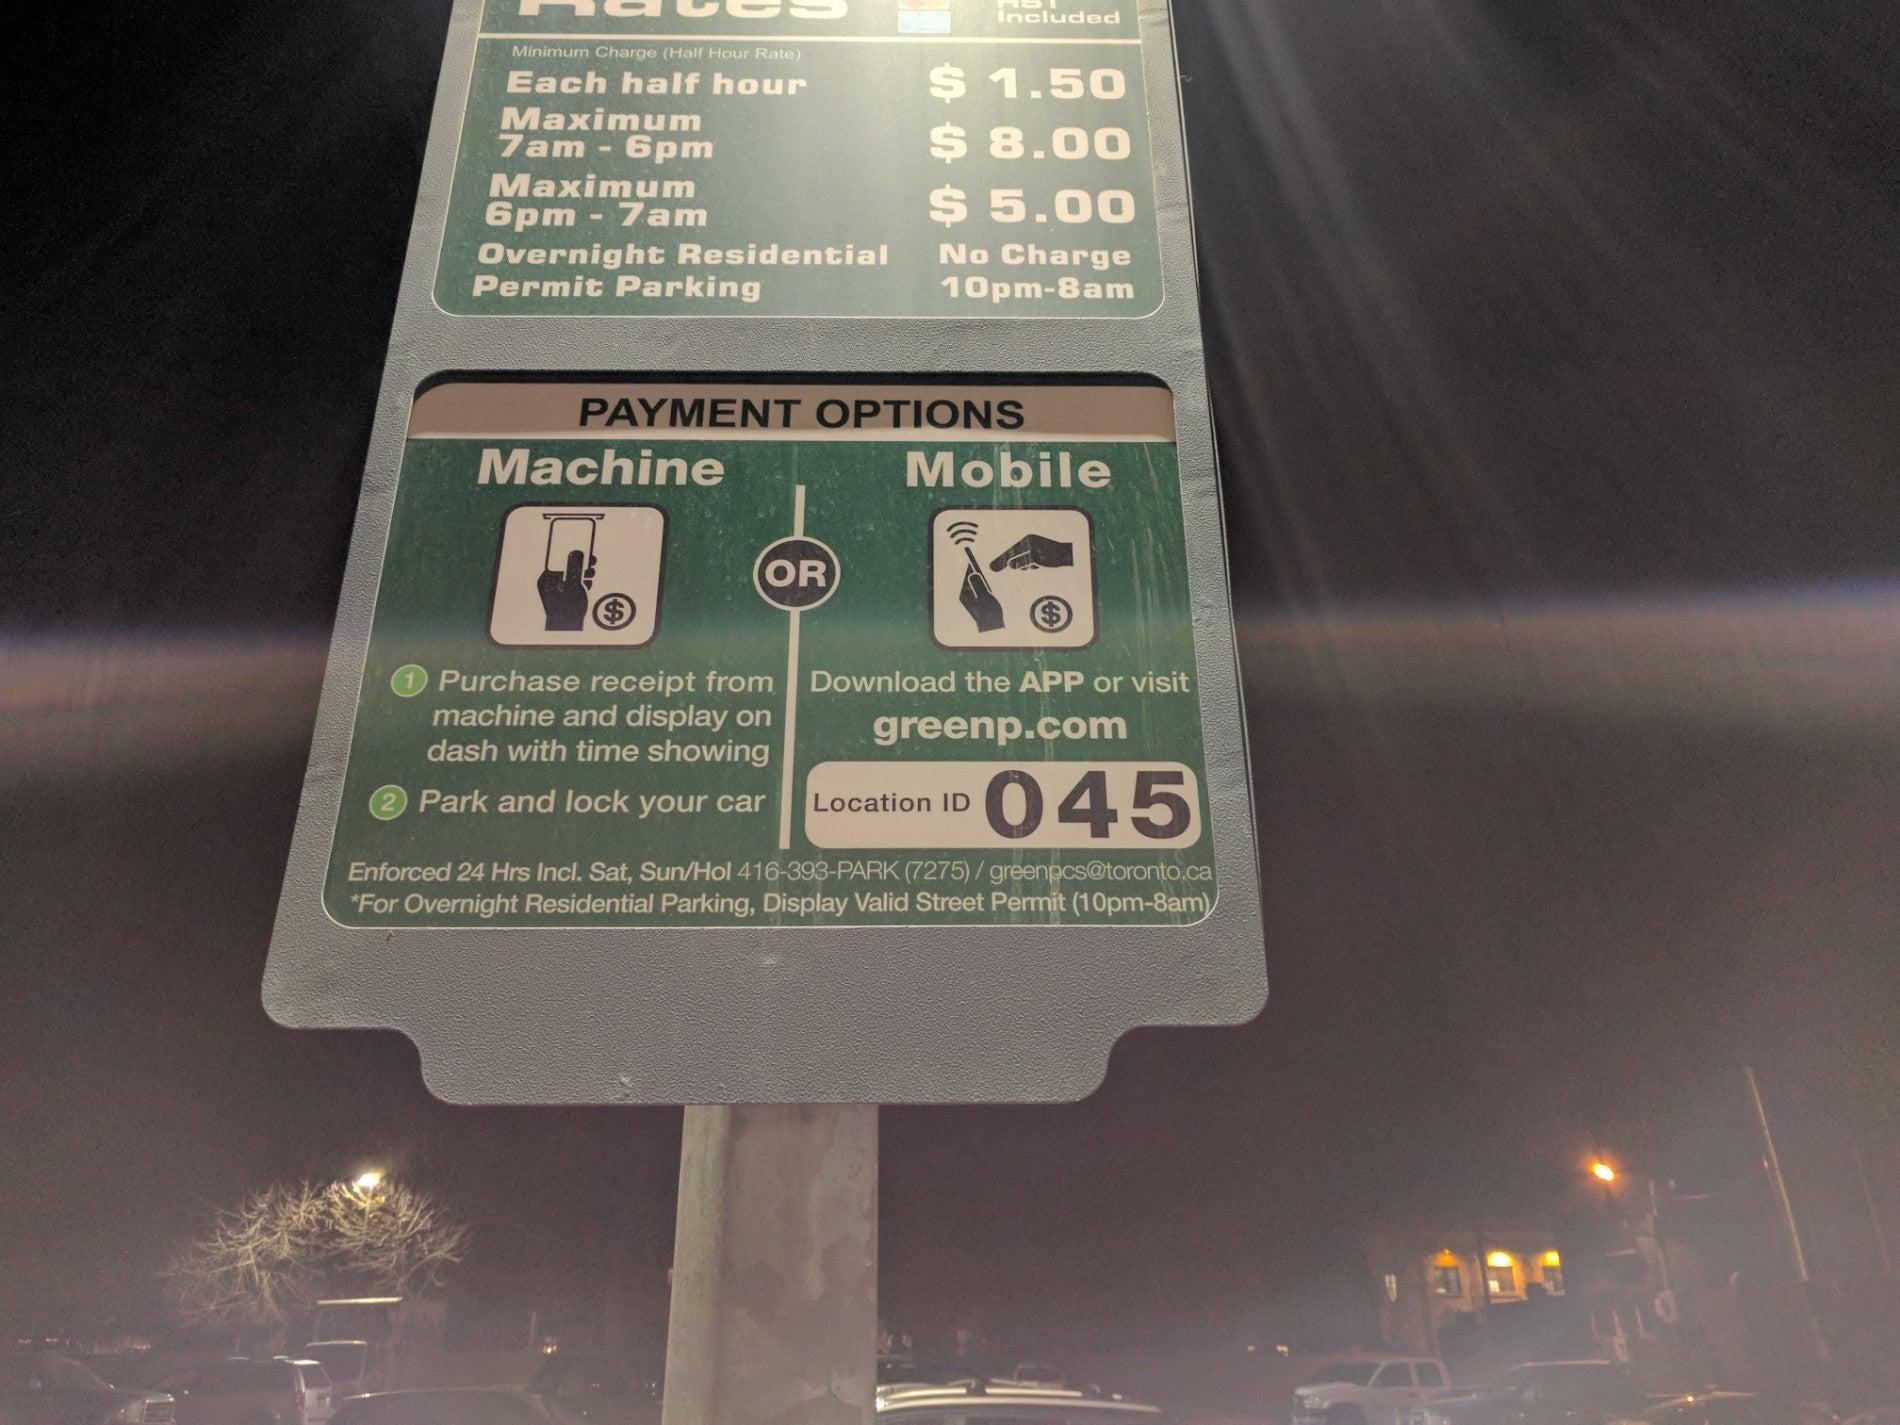 Rates HST
Included
Minimum Charge (Half Hour Rate)
Each half hour $ 1.50
Maximum
7am - 6pm $ 8.00
Maximum
6pm - 7am $ 5.00
Overnight Residential No Charge
Permit Parking 10pm-8am
PAYMENT OPTIONS
Machine
$
1 Purchase receipt from
machine and display on
dash with time showing
2 Park and lock your car
OR
Mobile
$
Download the APP or visit
greenp.com
Location ID 045
Enforced 24 Hrs Incl. Sat, Sun/Hol 416-393-PARK (7275) / greenpcs@toronto.ca
*For Overnight Residential Parking, Display Valid Street Permit (10pm-8am)